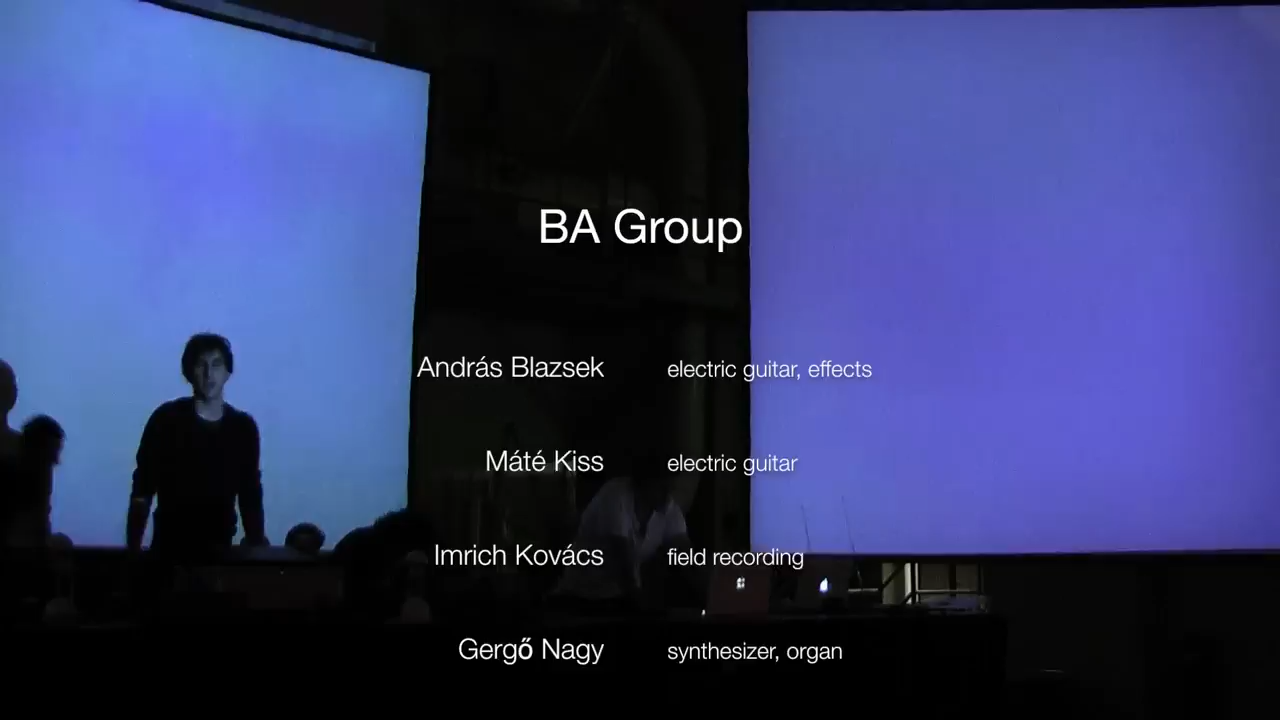 BA Group
András Blazsek electric guitar, effects
Máté Kiss electric guitar
Imrich Kovács field recording
Gergő Nagy synthesizer, organ